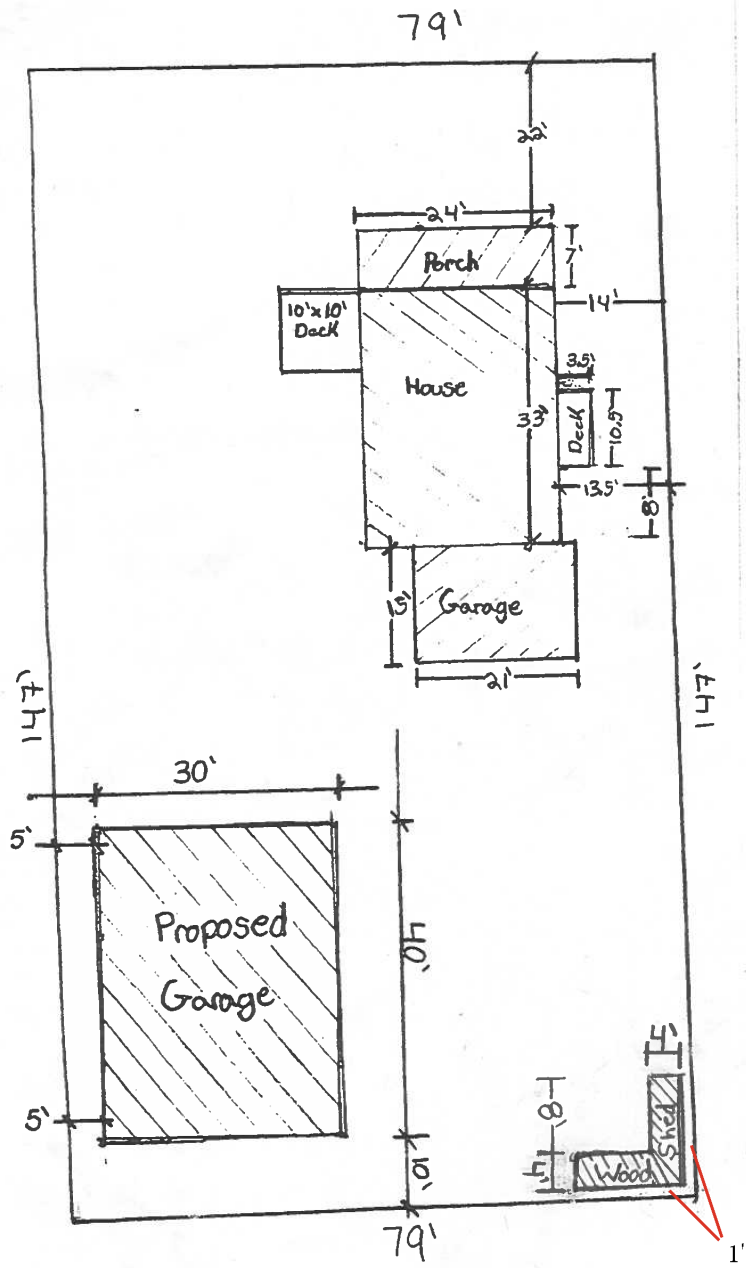 79'
22'
24'
Porch
7'
10'x10'
Deck
14'
House
3.5'
33'
Deck
10.5'
13.5'
8'
15'
Garage
21'
147'
147'
30'
5'
Proposed
Garage
40'
5'
10'
4'
8'
Shed
4'
Wood
79'
1'